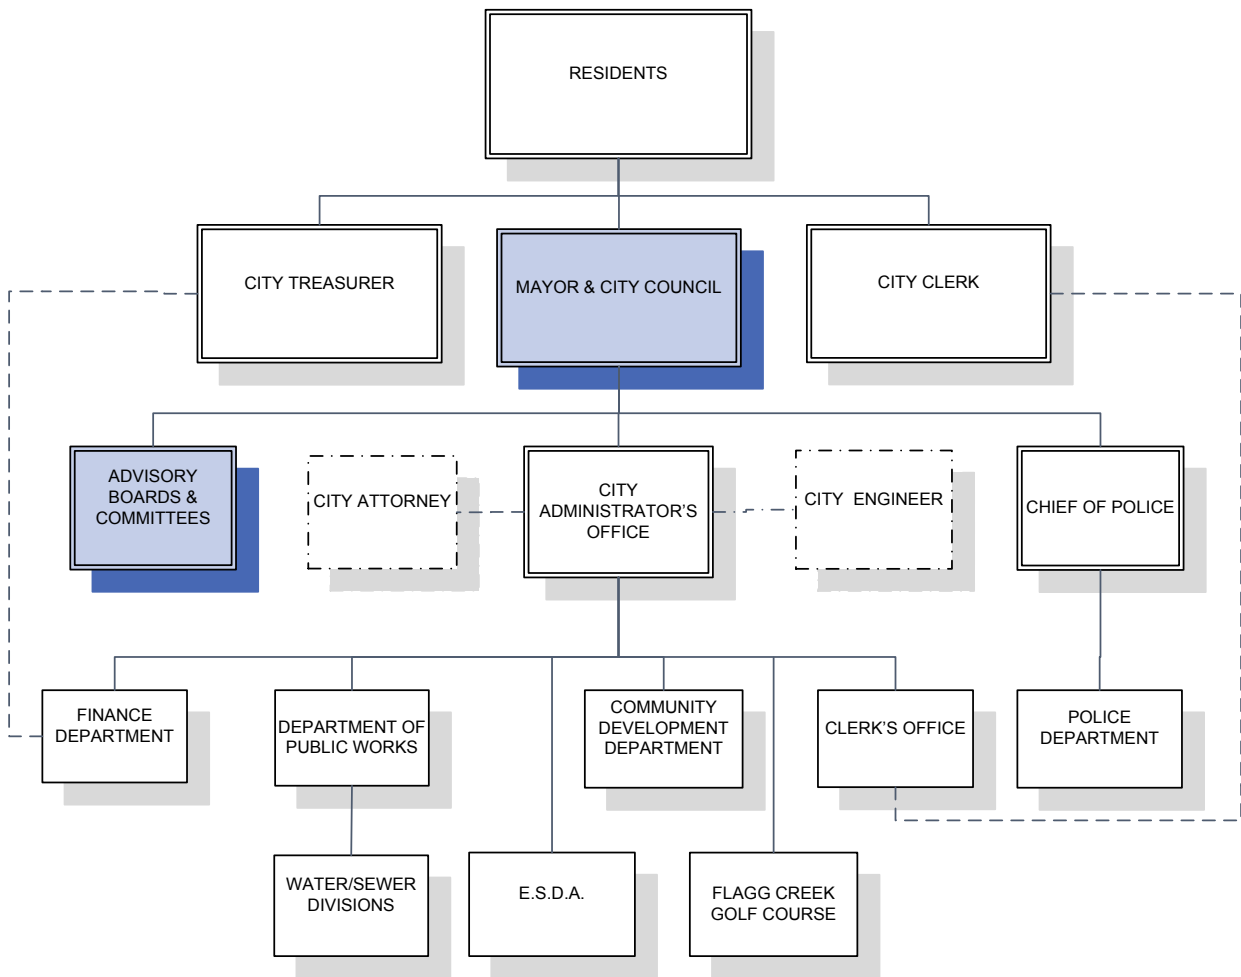 RESIDENTS
CITY TREASURER
MAYOR & CITY COUNCIL
CITY CLERK
ADVISORY
BOARDS &
COMMITTEES
CITY ATTORNEY
CITY
ADMINISTRATOR’S
OFFICE
CITY  ENGINEER
CHIEF OF POLICE
FINANCE
DEPARTMENT
DEPARTMENT OF
PUBLIC WORKS
COMMUNITY
DEVELOPMENT
DEPARTMENT
CLERK’S OFFICE
POLICE
DEPARTMENT
WATER/SEWER
DIVISIONS
E.S.D.A.
FLAGG CREEK
GOLF COURSE